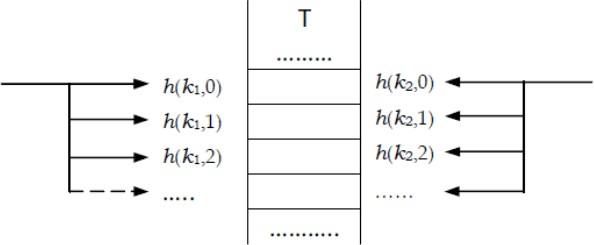 T
.........
h(k₁,0)
h(k₁,1)
h(k₁,2)
.....
h(k₂,0)
h(k₂,1)
h(k₂,2)
......
...........